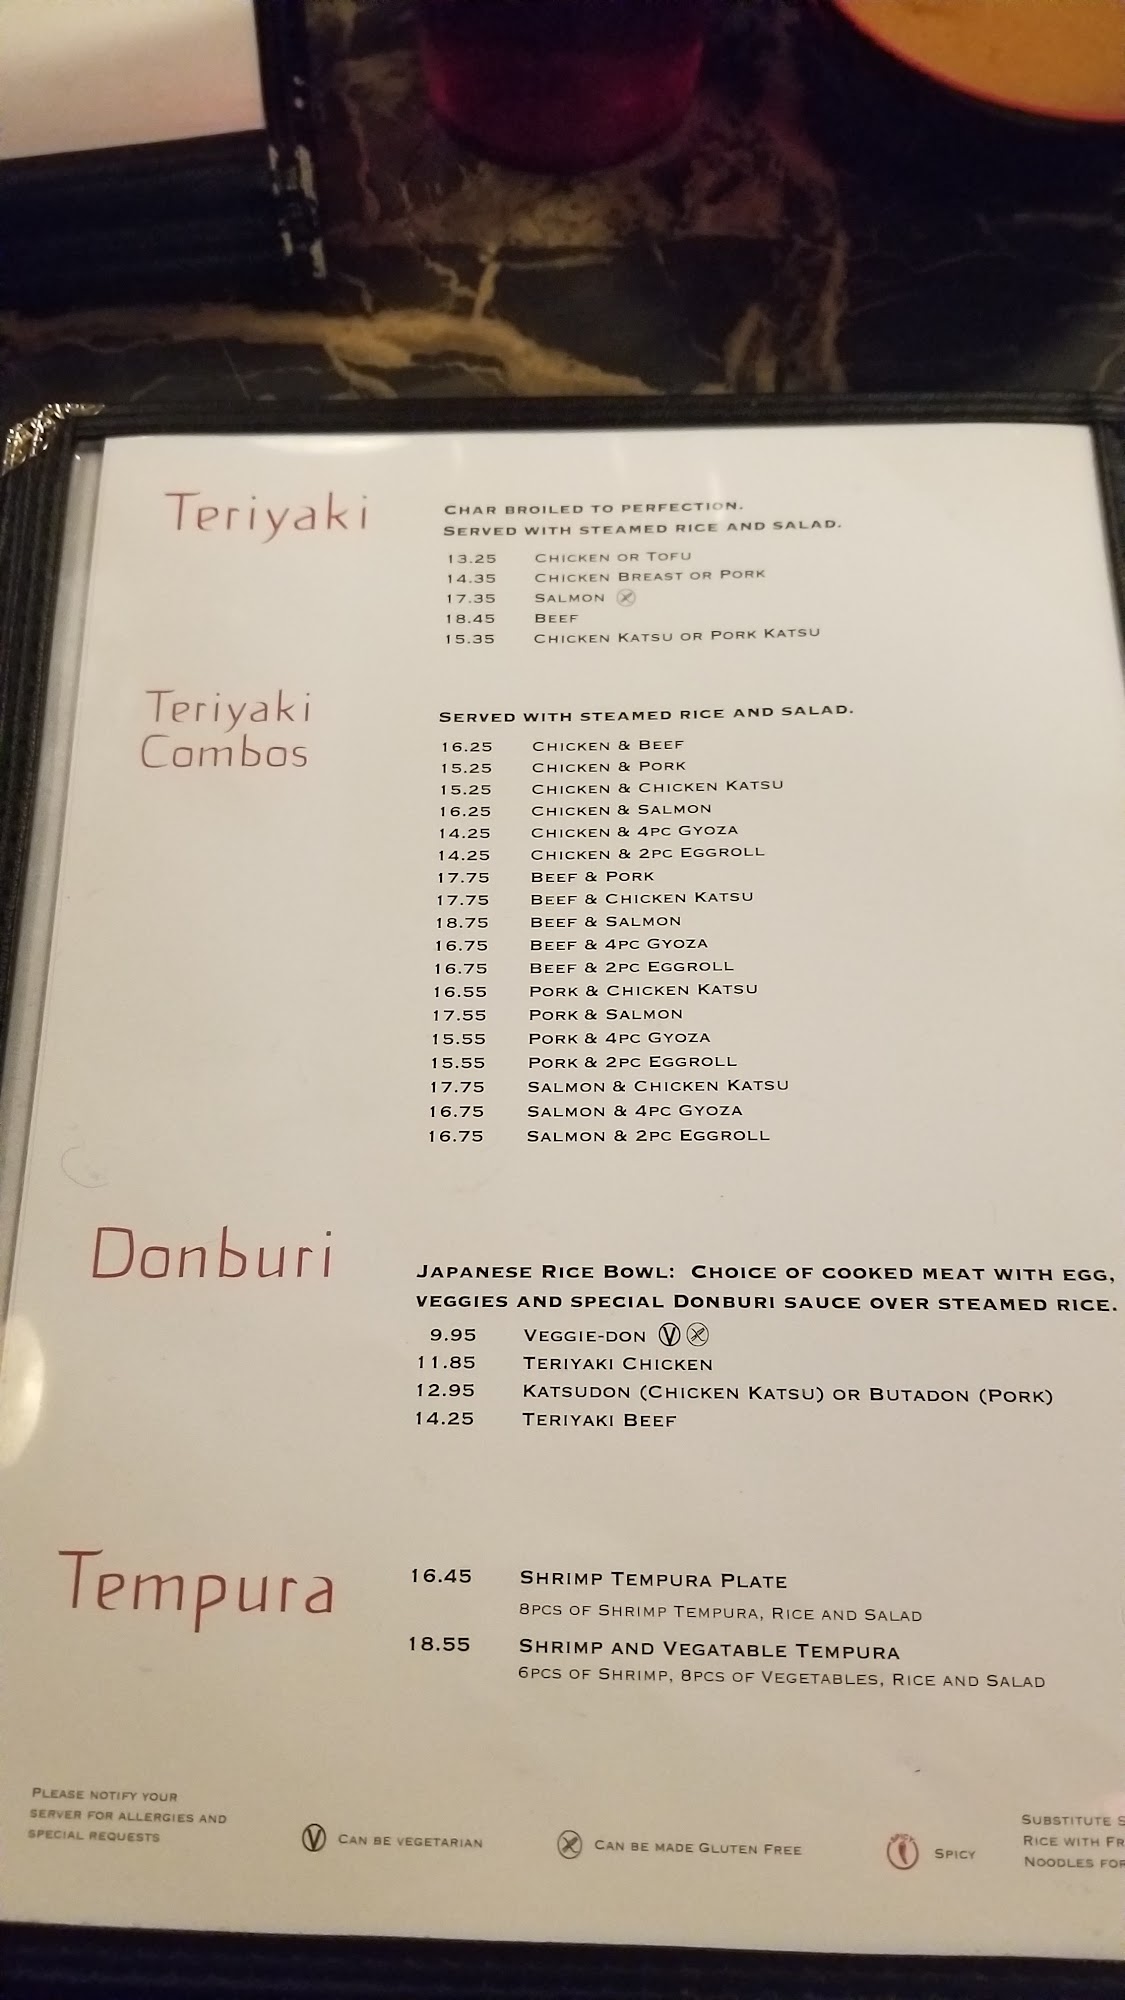 Teriyaki
CHAR BROILED TO PERFECTION.
SERVED WITH STEAMED RICE AND SALAD.
13.25 CHICKEN OR TOFU
14.35 CHICKEN BREAST OR PORK
17.35 SALMON
18.45 BEEF
15.35 CHICKEN KATSU OR PORK KATSU
Teriyaki
Combos
SERVED WITH STEAMED RICE AND SALAD.
16.25 CHICKEN & BEEF
15.25 CHICKEN & PORK
15.25 CHICKEN & CHICKEN KATSU
16.25 CHICKEN & SALMON
14.25 CHICKEN & 4PC GYOZA
14.25 CHICKEN & 2PC EGGROLL
17.75 BEEF & PORK
17.75 BEEF & CHICKEN KATSU
18.75 BEEF & SALMON
16.75 BEEF & 4PC GYOZA
16.75 BEEF & 2PC EGGROLL
16.55 PORK & CHICKEN KATSU
17.55 PORK & SALMON
15.55 PORK & 4PC GYOZA
15.55 PORK & 2PC EGGROLL
17.75 SALMON & CHICKEN KATSU
16.75 SALMON & 4PC GYOZA
16.75 SALMON & 2PC EGGROLL
Donburi
JAPANESE RICE BOWL: CHOICE OF COOKED MEAT WITH EGG,
VEGGIES AND SPECIAL DONBURI SAUCE OVER STEAMED RICE.
9.95 VEGGIE-DON V
11.85 TERIYAKI CHICKEN
12.95 KATSUDON (CHICKEN KATSU) OR BUTADON (PORK)
14.25 TERIYAKI BEEF
Tempura
16.45 SHRIMP TEMPURA PLATE
8PCS OF SHRIMP TEMPURA, RICE AND SALAD
18.55 SHRIMP AND VEGATABLE TEMPURA
6PCS OF SHRIMP, 8PCS OF VEGETABLES, RICE AND SALAD
PLEASE NOTIFY YOUR
SERVER FOR ALLERGIES AND
SPECIAL REQUESTS
V CAN BE VEGETARIAN
CAN BE MADE GLUTEN FREE
SPICY SPICY
SUBSTITUTE S
RICE WITH FR
NOODLES FOR